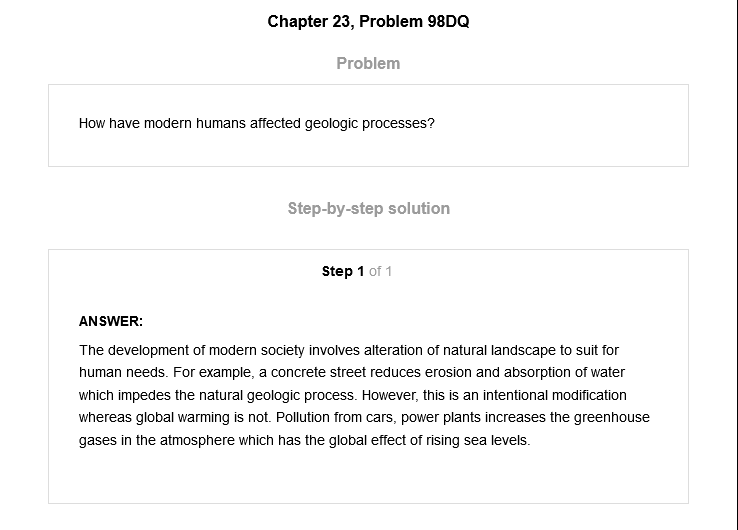 Chapter 23, Problem 98DQ
Problem
How have modern humans affected geologic processes?
Step-by-step solution
Step 1 of 1
ANSWER:
The development of modern society involves alteration of natural landscape to suit for
human needs. For example, a concrete street reduces erosion and absorption of water
which impedes the natural geologic process. However, this is an intentional modification
whereas global warming is not. Pollution from cars, power plants increases the greenhouse
gases in the atmosphere which has the global effect of rising sea levels.